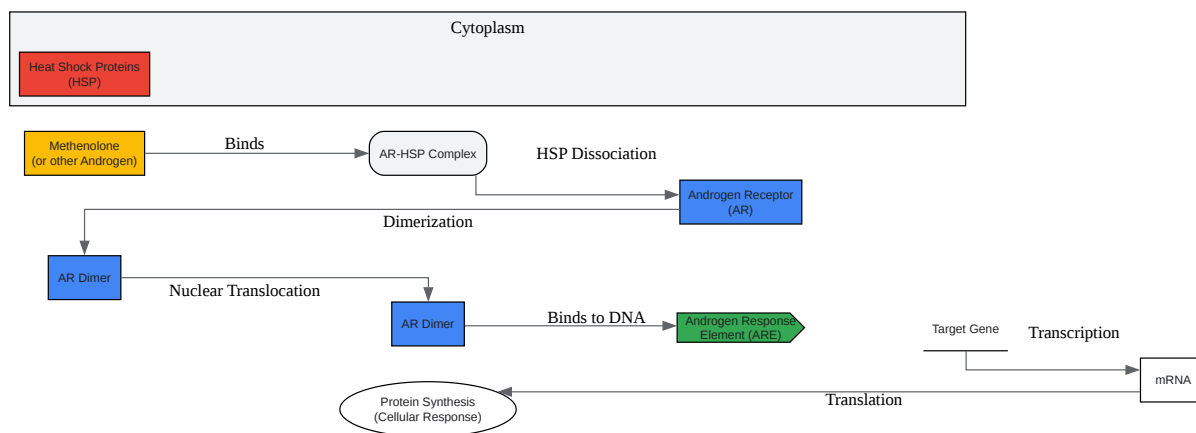 Cytoplasm
Heat Shock Proteins
(HSP)
Methenolone
(or other Androgen)
Binds
AR-HSP Complex
HSP Dissociation
Androgen Receptor
(AR)
Dimerization
AR Dimer
Nuclear Translocation
AR Dimer
Binds to DNA
Androgen Response
Element (ARE)
Target Gene
Transcription
mRNA
Translation
Protein Synthesis
(Cellular Response)